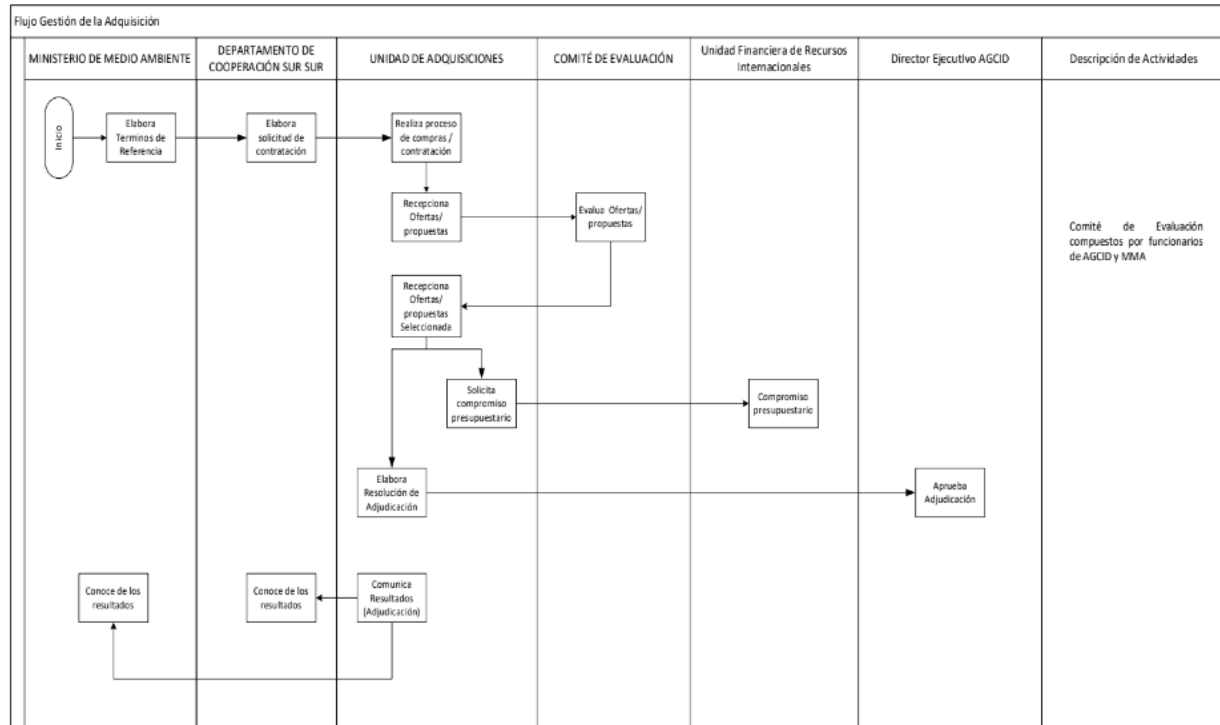 Flujo Gestión de la Adquisición
MINISTERIO DE MEDIO AMBIENTE
DEPARTAMENTO DE
COOPERACIÓN SUR SUR
UNIDAD DE ADQUISICIONES
COMITÉ DE EVALUACIÓN
Unidad Financiera de Recursos
Internacionales
Director Ejecutivo AGCID
Descripción de Actividades
Inicio
Elabora
Terminos de
Referencia
Elabora
solicitud de
contratación
Realiza proceso
de compras /
contratación
Recepciona
Ofertas/
propuestas
Evalua Ofertas/
propuestas
Comité de Evaluación
compuestos por funcionarios
de AGCID y MMA
Recepciona
Ofertas/
propuestas
Seleccionada
Solicita
compromiso
presupuestario
Compromiso
presupuestario
Elabora
Resolución de
Adjudicación
Aprueba
Adjudicación
Conoce de los
resultados
Conoce de los
resultados
Comunica
Resultados
(Adjudicación)